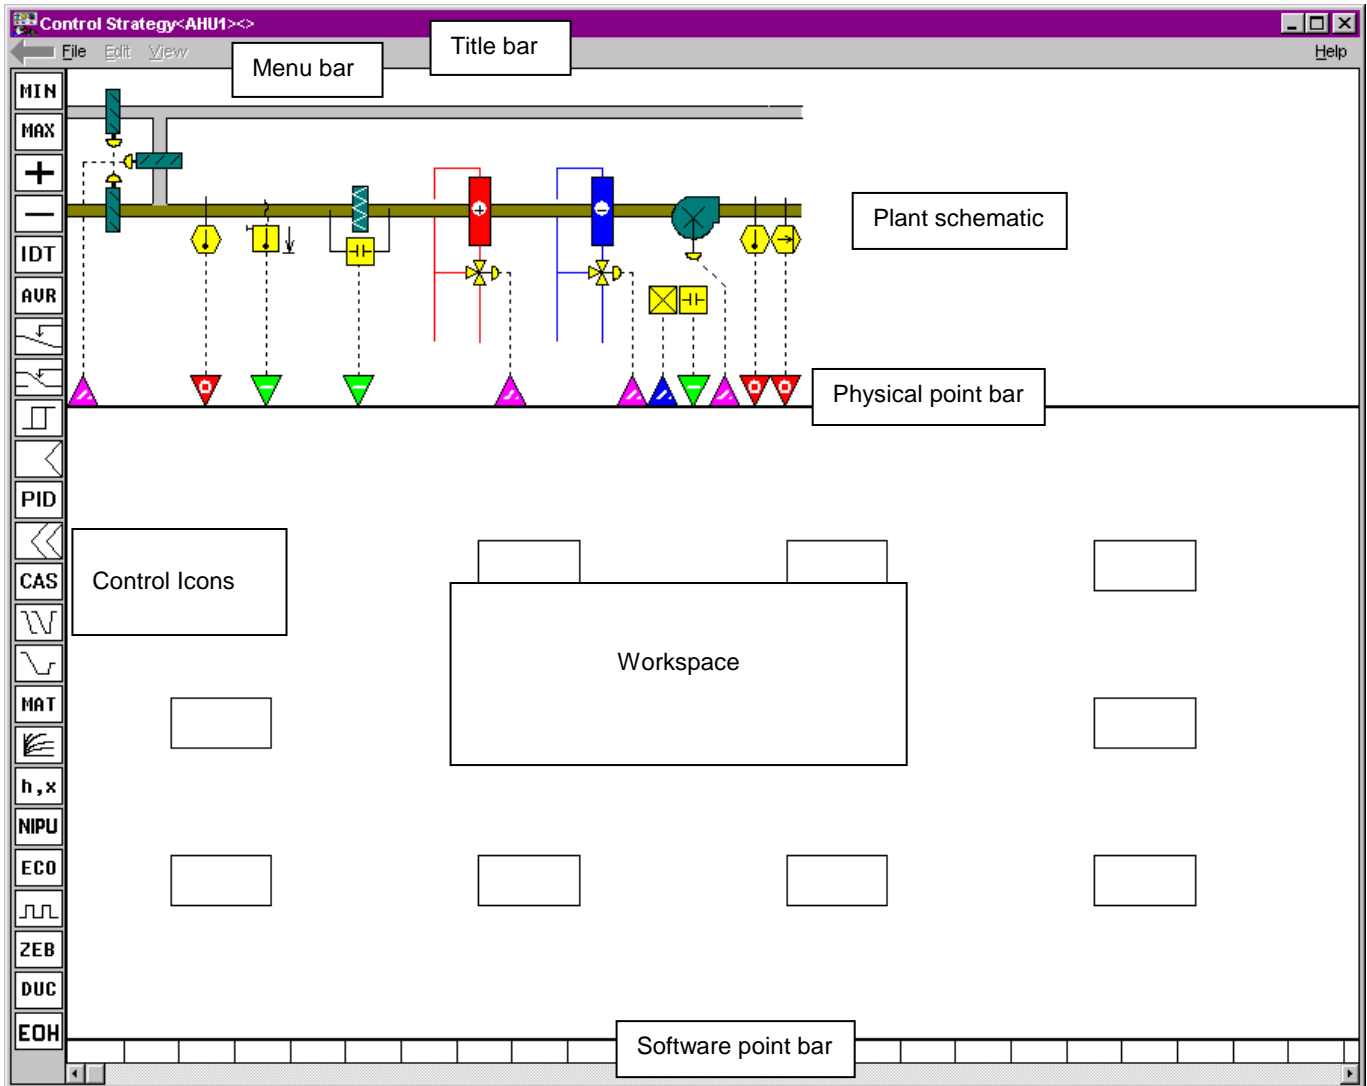 Control Strategy<AHU1><>
Title bar
File Edit View
Help
Menu bar
MIN
MAX
+
−
IDT
AVR
PID
CAS
MAT
h,x
NIPU
ECO
ZEB
DUC
EOH
Plant schematic
Physical point bar
Control Icons
Workspace
Software point bar